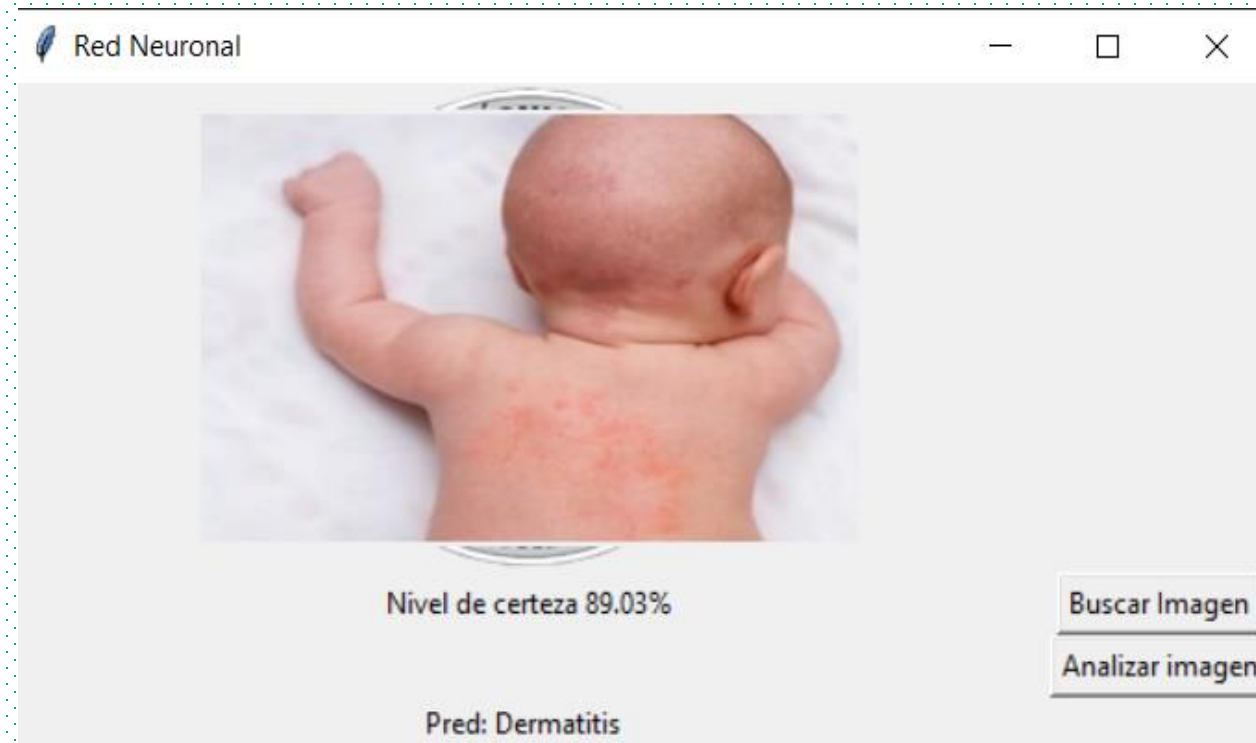 Red Neuronal
Nivel de certeza 89.03%
Buscar Imagen
Analizar imagen
Pred: Dermatitis